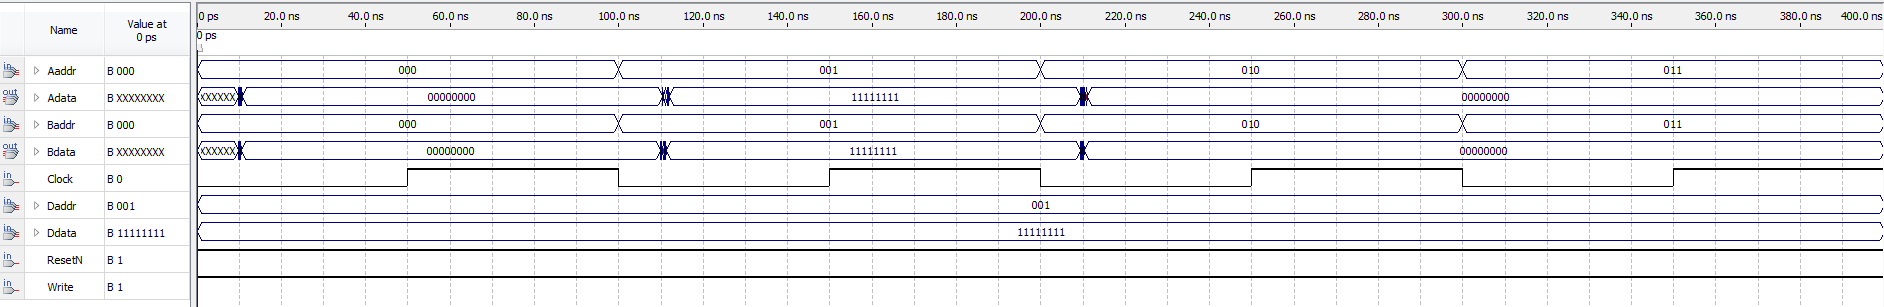 Name
Value at
0 ps
0 ps 20.0 ns 40.0 ns 60.0 ns 80.0 ns 100.0 ns 120.0 ns 140.0 ns 160.0 ns 180.0 ns 200.0 ns 220.0 ns 240.0 ns 260.0 ns 280.0 ns 300.0 ns 320.0 ns 340.0 ns 360.0 ns 380.0 ns 400.0 ns
0 ps
in Aaddr B 000 000 001 010 011
out Adata B XXXXXXXX XXXXXX 00000000 11111111 00000000
in Baddr B 000 000 001 010 011
out Bdata B XXXXXXXX XXXXXX 00000000 11111111 00000000
in Clock B 0
in Daddr B 001 001
in Ddata B 11111111 11111111
in ResetN B 1
in Write B 1